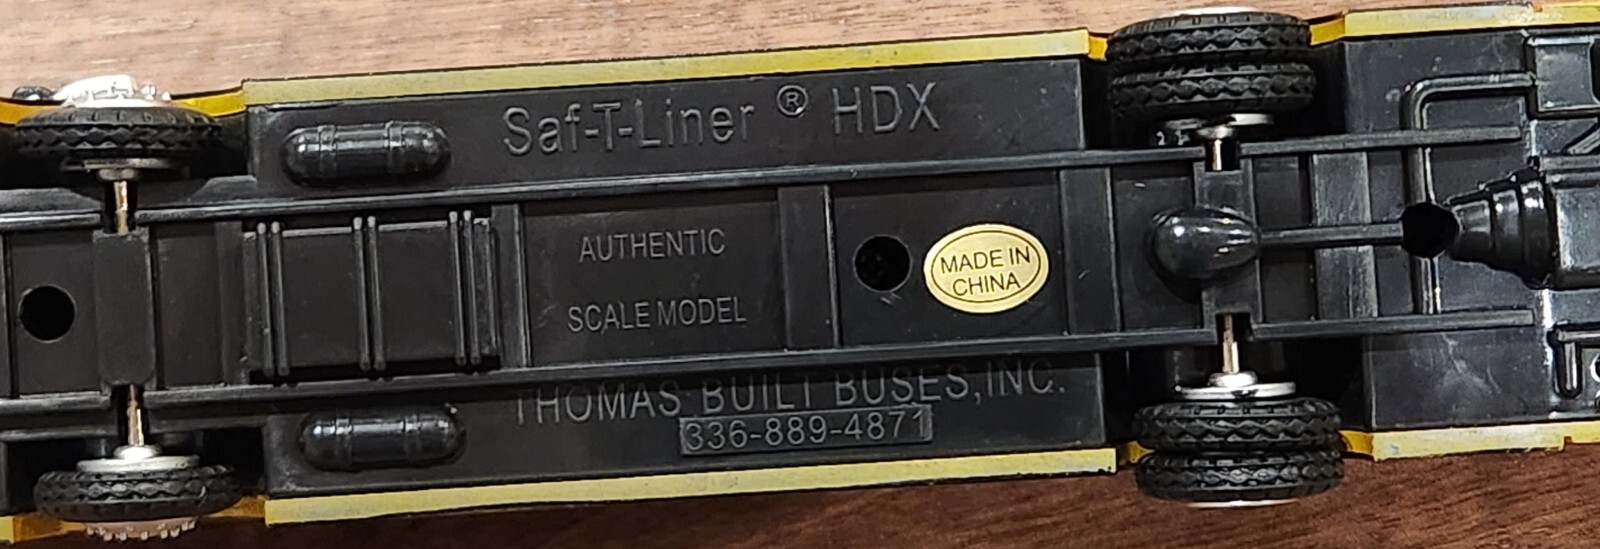 Saf-T-Liner ® HDX
AUTHENTIC
SCALE MODEL
MADE IN
CHINA
THOMAS BUILT BUSES, INC.
336-889-4871